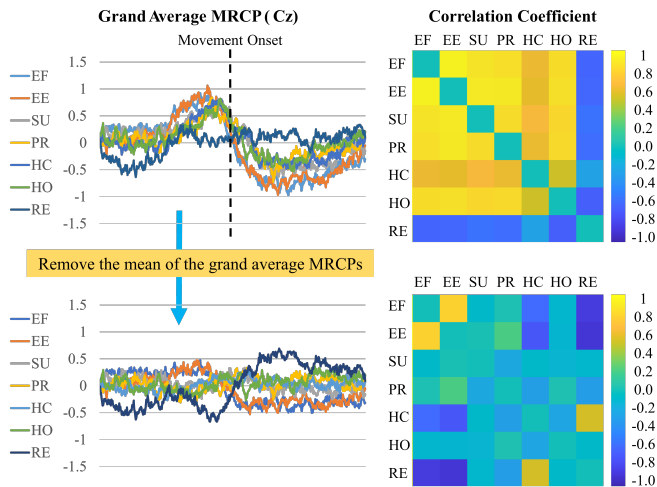 Grand Average MRCP ( Cz)
Correlation Coefficient
Movement Onset
EF EE SU PR HC HO RE
1.5
1
0.5
0
-0.5
-1
-1.5
EF
EE
SU
PR
HC
HO
RE
EF
EE
SU
PR
HC
HO
RE
1
0.8
0.6
0.4
0.2
0.0
-0.2
-0.4
-0.6
-0.8
-1.0
Remove the mean of the grand average MRCPs
EF EE SU PR HC HO RE
1.5
1
0.5
0
-0.5
-1
-1.5
EF
EE
SU
PR
HC
HO
RE
EF
EE
SU
PR
HC
HO
RE
1
0.8
0.6
0.4
0.2
0.0
-0.2
-0.4
-0.6
-0.8
-1.0